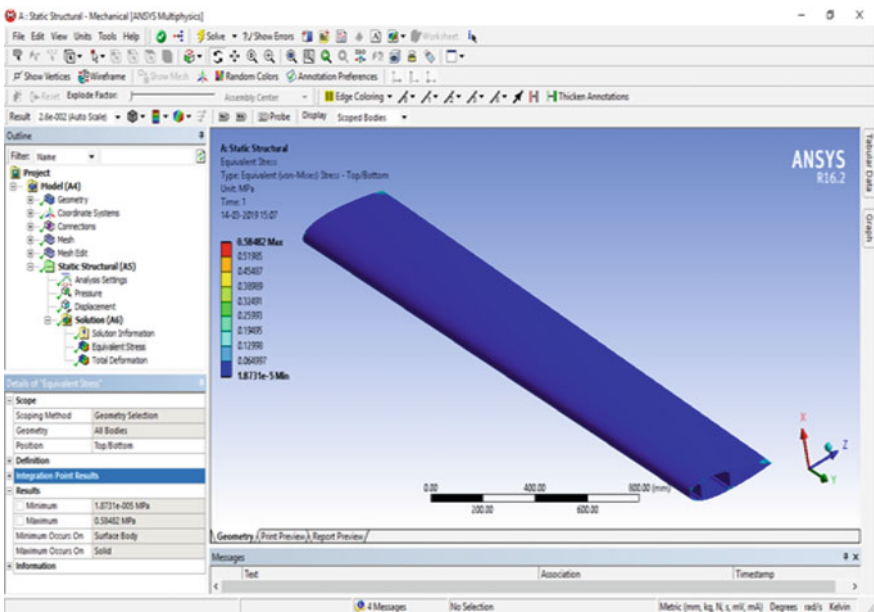 A : Static Structural - Mechanical [ANSYS Multiphysics]
File Edit View Units Tools Help Solve ?/Show Errors Worksheet
Show Vertices Wireframe Show Mesh Random Colors Annotation Preferences
Reset Explode Factor: Assembly Center Edge Coloring Thicken Annotations
Result 2.6e-002 (Auto Scale) Probe Display Scoped Bodies
Outline
Filter: Name
Project
Model (A4)
Geometry
Coordinate Systems
Connections
Mesh
Mesh Edit
Static Structural (A5)
Analysis Settings
Pressure
Displacement
Solution (A6)
Solution Information
Equivalent Stress
Total Deformation
Details of "Equivalent Stress"
Scope
Scoping Method Geometry Selection
Geometry All Bodies
Position Top/Bottom
Definition
Integration Point Results
Results
Minimum 1.8731e-005 MPa
Maximum 0.58482 MPa
Minimum Occurs On Surface Body
Maximum Occurs On Solid
Information
A: Static Structural
Equivalent Stress
Type: Equivalent (von-Mises) Stress - Top/Bottom
Unit: MPa
Time: 1
14-03-2019 15:07
0.58482 Max
0.51985
0.45487
0.38989
0.32491
0.25993
0.19495
0.12998
0.064997
1.8731e-5 Min
ANSYS
R16.2
X
Z
Y
0.00 400.00 800.00 (mm)
200.00 600.00
Geometry Print Preview Report Preview
Messages
Text Association Timestamp
4 Messages No Selection Metric (mm, kg, N, s, mV, mA) Degrees rad/s Kelvin
Tabular Data
Graph